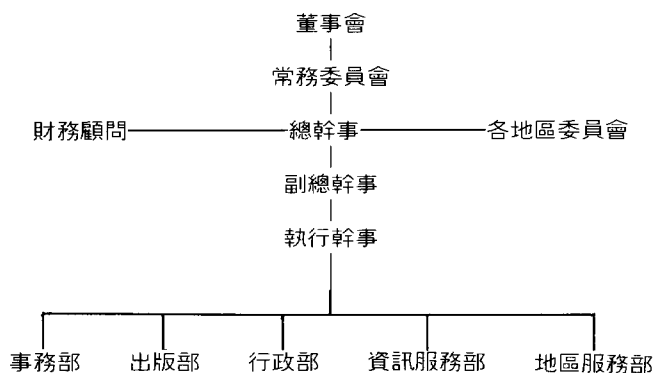 董事會
常務委員會
財務顧問 總幹事 各地區委員會
副總幹事
執行幹事
事務部 出版部 行政部 資訊服務部 地區服務部